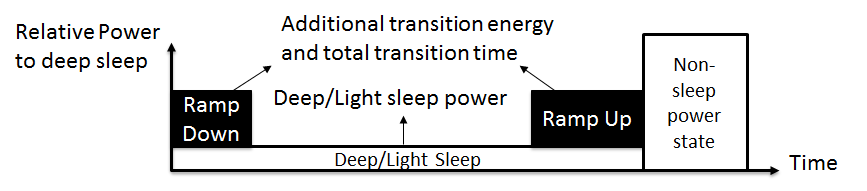 Relative Power
to deep sleep
Additional transition energy
and total transition time
Deep/Light sleep power
Ramp
Down
Ramp Up
Non-
sleep
power
state
Deep/Light Sleep
Time